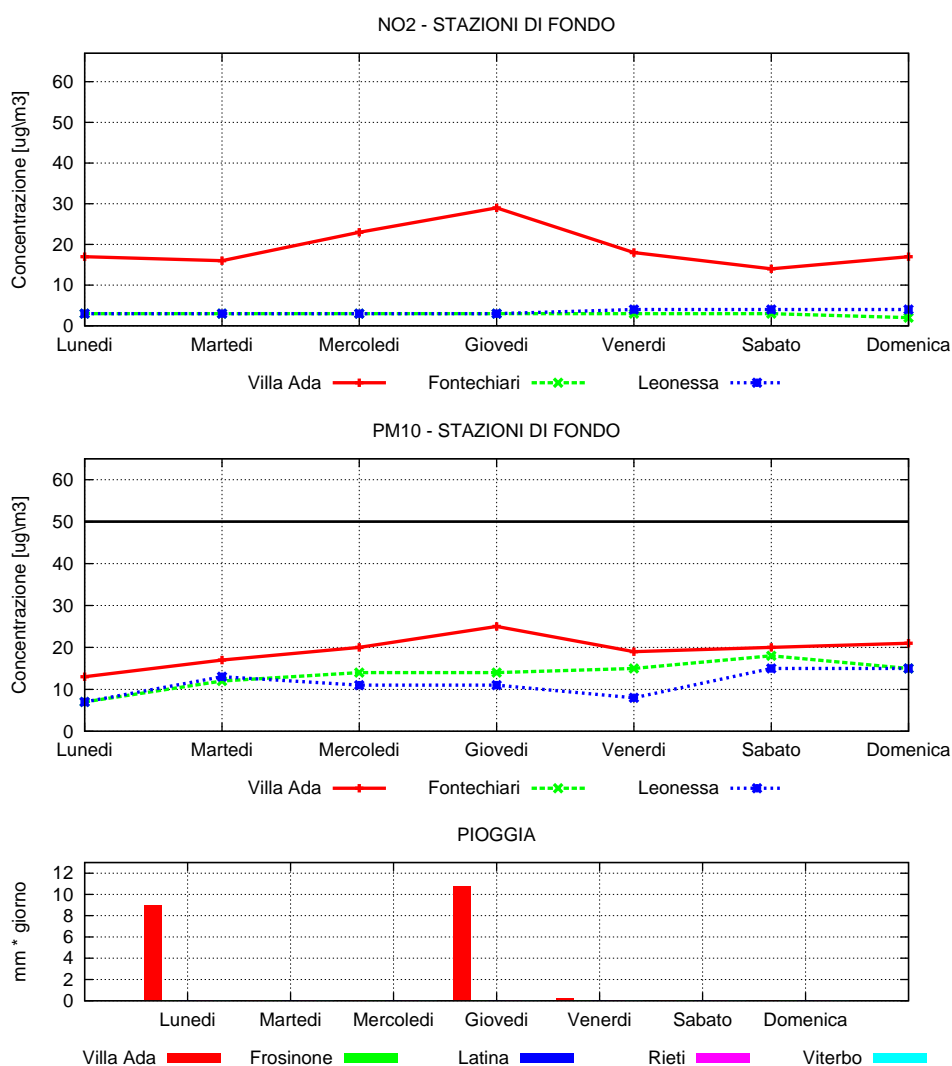 NO2 - STAZIONI DI FONDO
Concentrazione [ug\m3]
60
50
40
30
20
10
0
Lunedi Martedi Mercoledi Giovedi Venerdi Sabato Domenica
Villa Ada Fontechiari Leonessa
PM10 - STAZIONI DI FONDO
Concentrazione [ug\m3]
60
50
40
30
20
10
0
Lunedi Martedi Mercoledi Giovedi Venerdi Sabato Domenica
Villa Ada Fontechiari Leonessa
PIOGGIA
mm * giorno
12
10
8
6
4
2
0
Lunedi Martedi Mercoledi Giovedi Venerdi Sabato Domenica
Villa Ada Frosinone Latina Rieti Viterbo